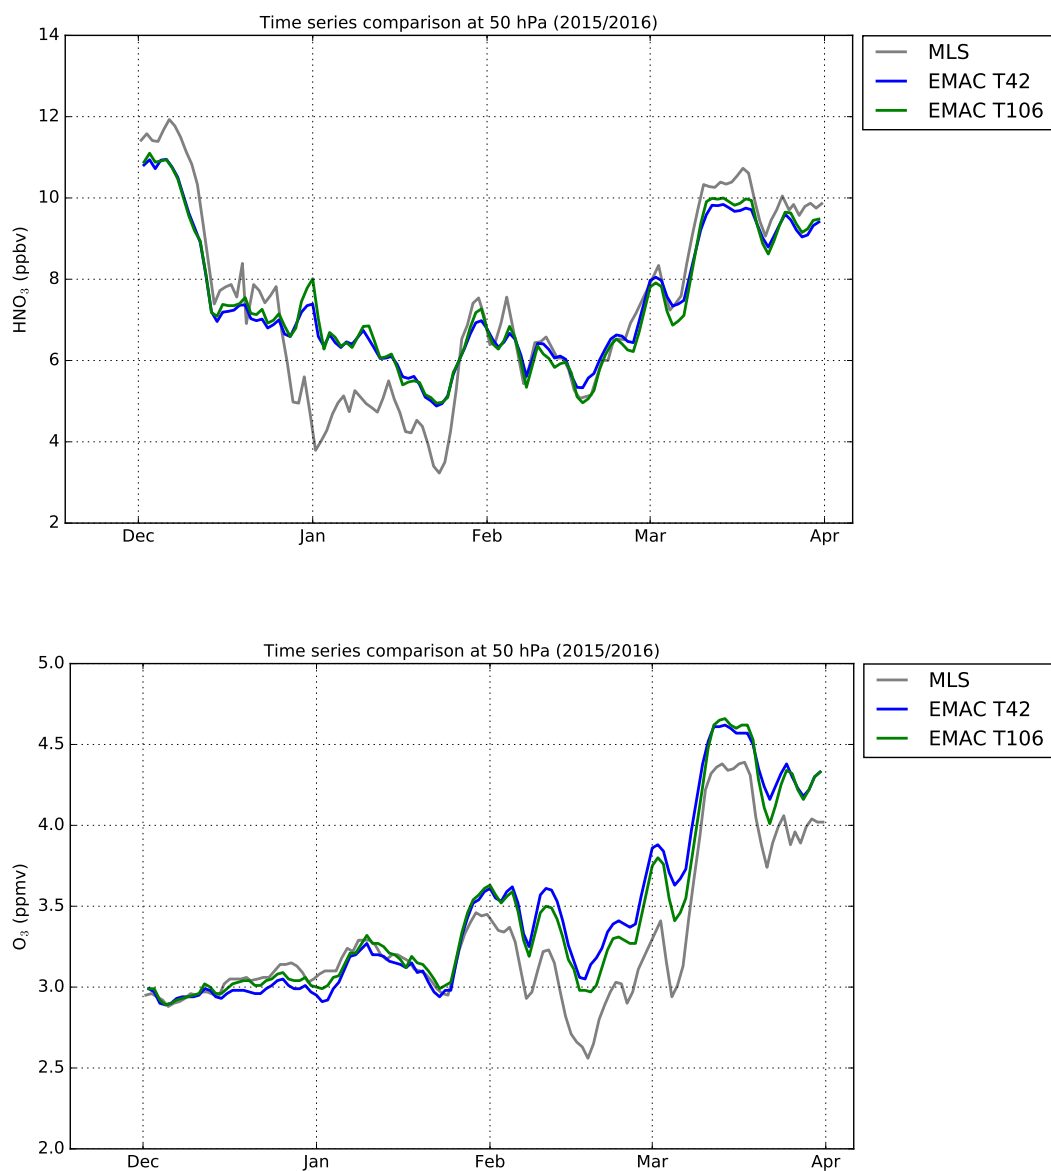 Time series comparison at 50 hPa (2015/2016)
14
12
10
8
6
4
2
HNO₃ (ppbv)
Dec Jan Feb Mar Apr
MLS
EMAC T42
EMAC T106
Time series comparison at 50 hPa (2015/2016)
5.0
4.5
4.0
3.5
3.0
2.5
2.0
O₃ (ppmv)
Dec Jan Feb Mar Apr
MLS
EMAC T42
EMAC T106